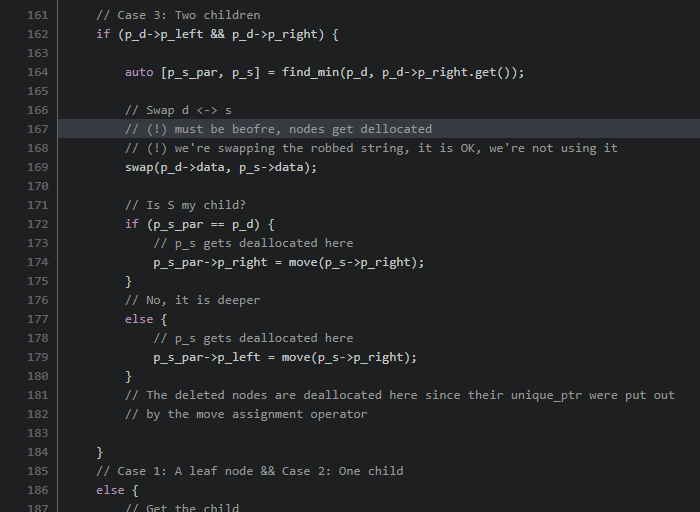 161 // Case 3: Two children
162 if (p_d->p_left && p_d->p_right) {
163
164 auto [p_s_par, p_s] = find_min(p_d, p_d->p_right.get());
165
166 // Swap d <-> s
167 // (!) must be beofre, nodes get dellocated
168 // (!) we're swapping the robbed string, it is OK, we're not using it
169 swap(p_d->data, p_s->data);
170
171 // Is S my child?
172 if (p_s_par == p_d) {
173 // p_s gets deallocated here
174 p_s_par->p_right = move(p_s->p_right);
175 }
176 // No, it is deeper
177 else {
178 // p_s gets deallocated here
179 p_s_par->p_left = move(p_s->p_right);
180 }
181 // The deleted nodes are deallocated here since their unique_ptr were put out
182 // by the move assignment operator
183
184 }
185 // Case 1: A leaf node && Case 2: One child
186 else {
187 // Get the child